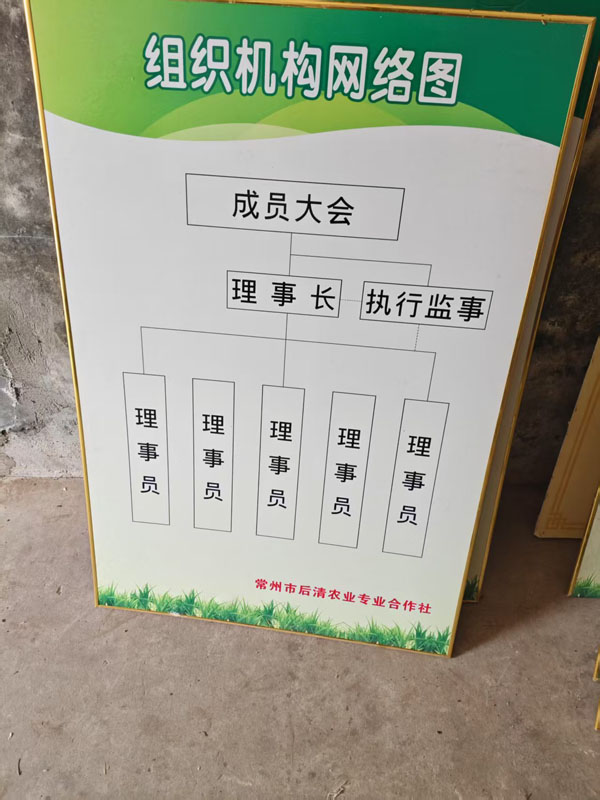 组织机构网络图
成员大会
理事长
执行监事
理事员
理事员
理事员
理事员
理事员
常州市后清农业专业合作社